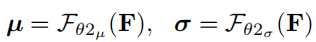 μ = ℱ_{θ2_μ}(F), σ = ℱ_{θ2_σ}(F)